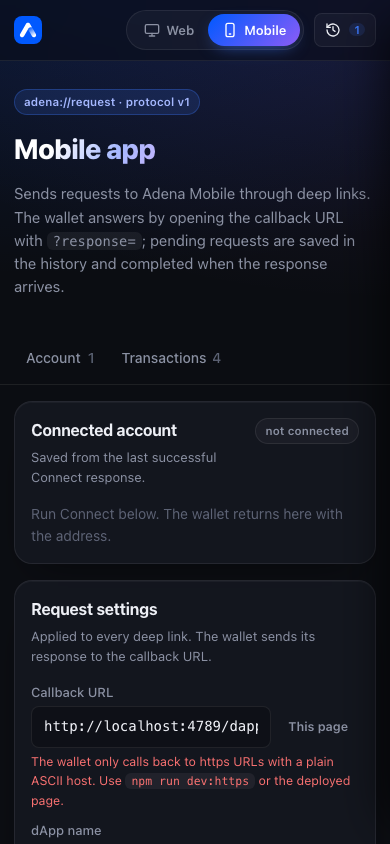 Web
Mobile
1
adena://request · protocol v1
Mobile app
Sends requests to Adena Mobile through deep links.
The wallet answers by opening the callback URL
with ?response= ; pending requests are saved in
the history and completed when the response
arrives.
Account 1
Transactions 4
Connected account
not connected
Saved from the last successful
Connect response.
Run Connect below. The wallet returns here with
the address.
Request settings
Applied to every deep link. The wallet sends its
response to the callback URL.
Callback URL
http://localhost:4789/dapp
This page
The wallet only calls back to https URLs with a plain
ASCII host. Use npm run dev:https or the deployed
page.
dApp name